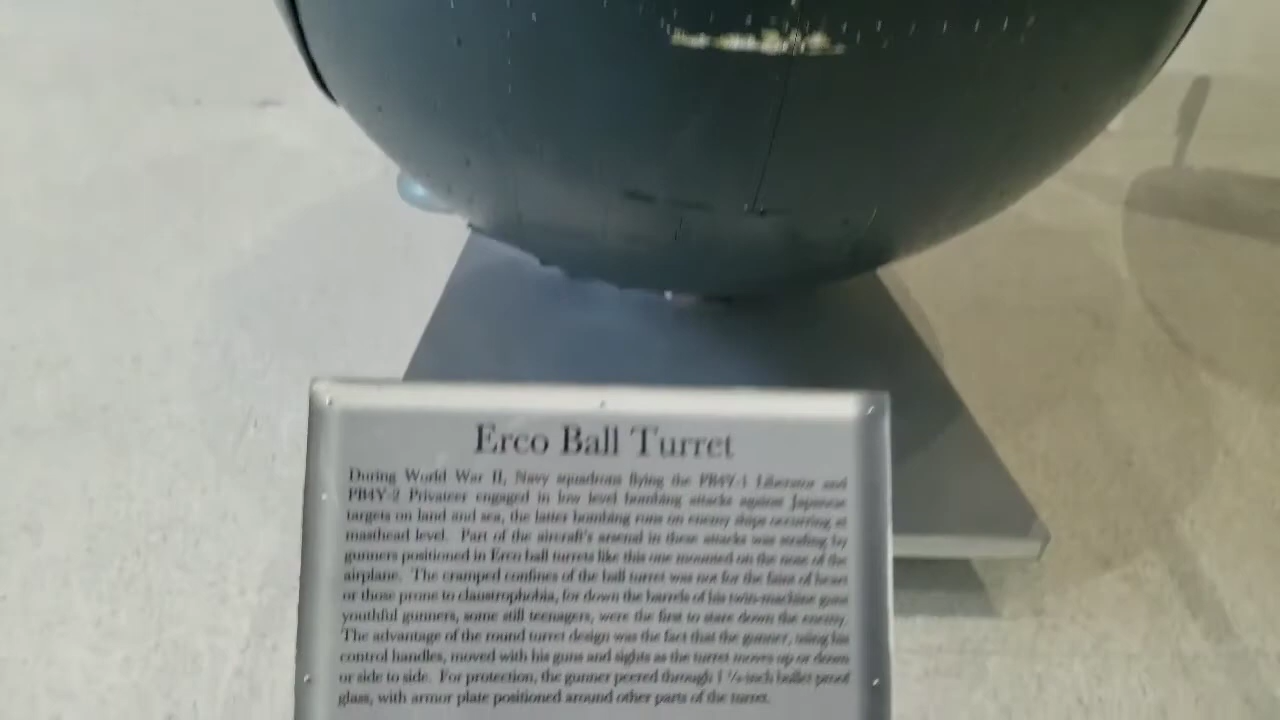 Erco Ball Turret
During World War II, Navy squadrons flying the PB4Y-1 Liberator and
PB4Y-2 Privateer engaged in low level bombing attacks against Japanese
targets on land and sea, the latter bombing runs on enemy ships occurring at
masthead level. Part of the aircraft's arsenal in these attacks was strafing by
gunners positioned in Erco ball turrets like this one mounted on the nose of the
airplane. The cramped confines of the ball turret was not for the faint of heart
or those prone to claustrophobia, for down the barrels of his twin-machine guns
youthful gunners, some still teenagers, were the first to stare down the enemy.
The advantage of the round turret design was the fact that the gunner, using his
control handles, moved with his guns and sights as the turret moves up or down
or side to side. For protection, the gunner peered through 1 ½-inch bullet proof
glass, with armor plate positioned around other parts of the turret.